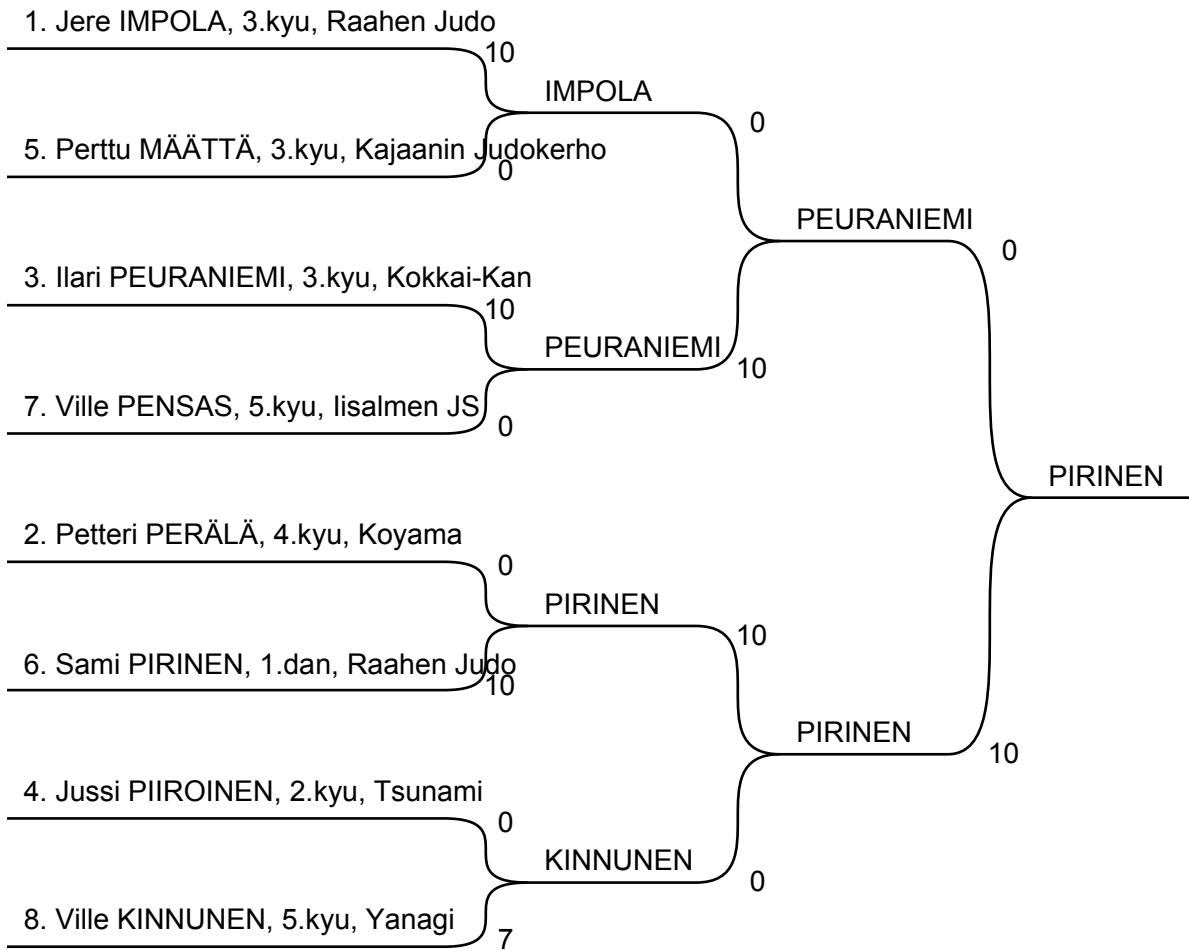 1. Jere IMPOLA, 3.kyu, Raahen Judo
10
IMPOLA
0
5. Perttu MÄÄTTÄ, 3.kyu, Kajaanin Judokerho
0
PEURANIEMI
0
3. Ilari PEURANIEMI, 3.kyu, Kokkai-Kan
10
PEURANIEMI
10
7. Ville PENSAS, 5.kyu, Iisalmen JS
0
PIRINEN
2. Petteri PERÄLÄ, 4.kyu, Koyama
0
PIRINEN
10
6. Sami PIRINEN, 1.dan, Raahen Judo
10
PIRINEN
10
4. Jussi PIIROINEN, 2.kyu, Tsunami
0
KINNUNEN
0
8. Ville KINNUNEN, 5.kyu, Yanagi
7